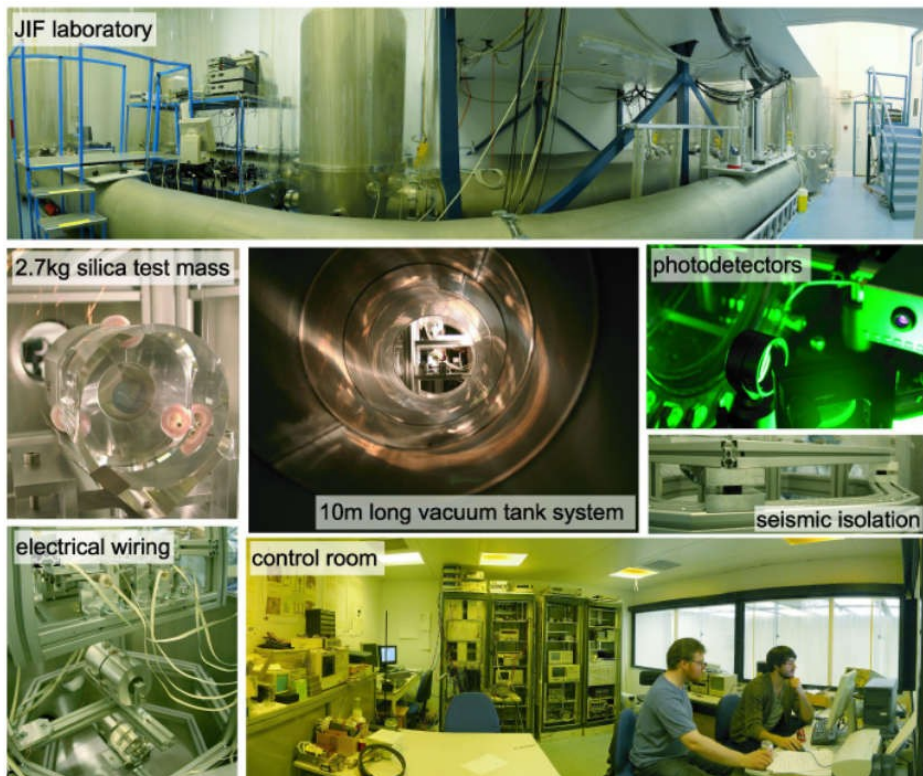 JIF laboratory
2.7kg silica test mass
photodetectors
10m long vacuum tank system
seismic isolation
electrical wiring
control room